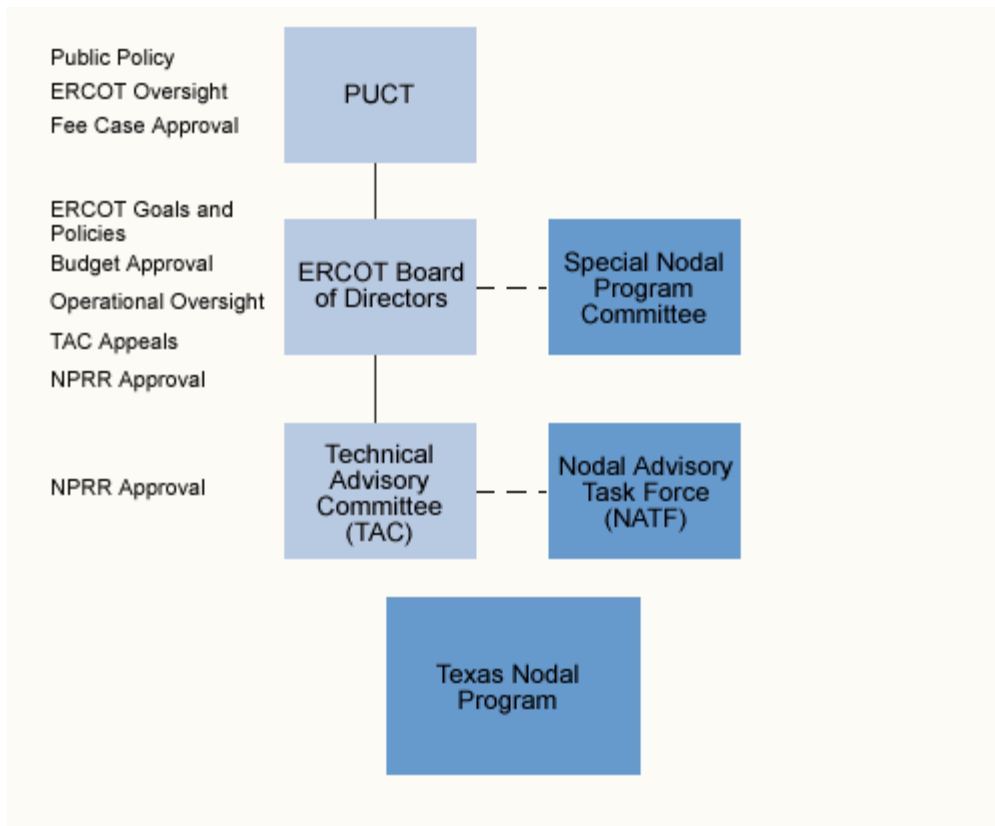 Public Policy
ERCOT Oversight
Fee Case Approval
PUCT
ERCOT Goals and
Policies
Budget Approval
Operational Oversight
TAC Appeals
NPRR Approval
ERCOT Board
of Directors
Special Nodal
Program
Committee
NPRR Approval
Technical
Advisory
Committee
(TAC)
Nodal Advisory
Task Force
(NATF)
Texas Nodal
Program